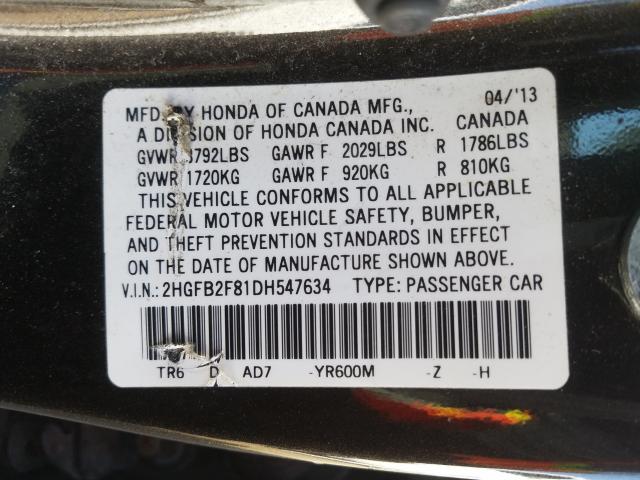 MFD BY HONDA OF CANADA MFG., 04/'13
A DIVISION OF HONDA CANADA INC. CANADA
GVWR 3792LBS GAWR F 2029LBS R 1786LBS
GVWR 1720KG GAWR F 920KG R 810KG
THIS VEHICLE CONFORMS TO ALL APPLICABLE
FEDERAL MOTOR VEHICLE SAFETY, BUMPER,
AND THEFT PREVENTION STANDARDS IN EFFECT
ON THE DATE OF MANUFACTURE SHOWN ABOVE.
V.I.N.: 2HGFB2F81DH547634 TYPE: PASSENGER CAR
TR6 D AD7 -YR600M -Z -H